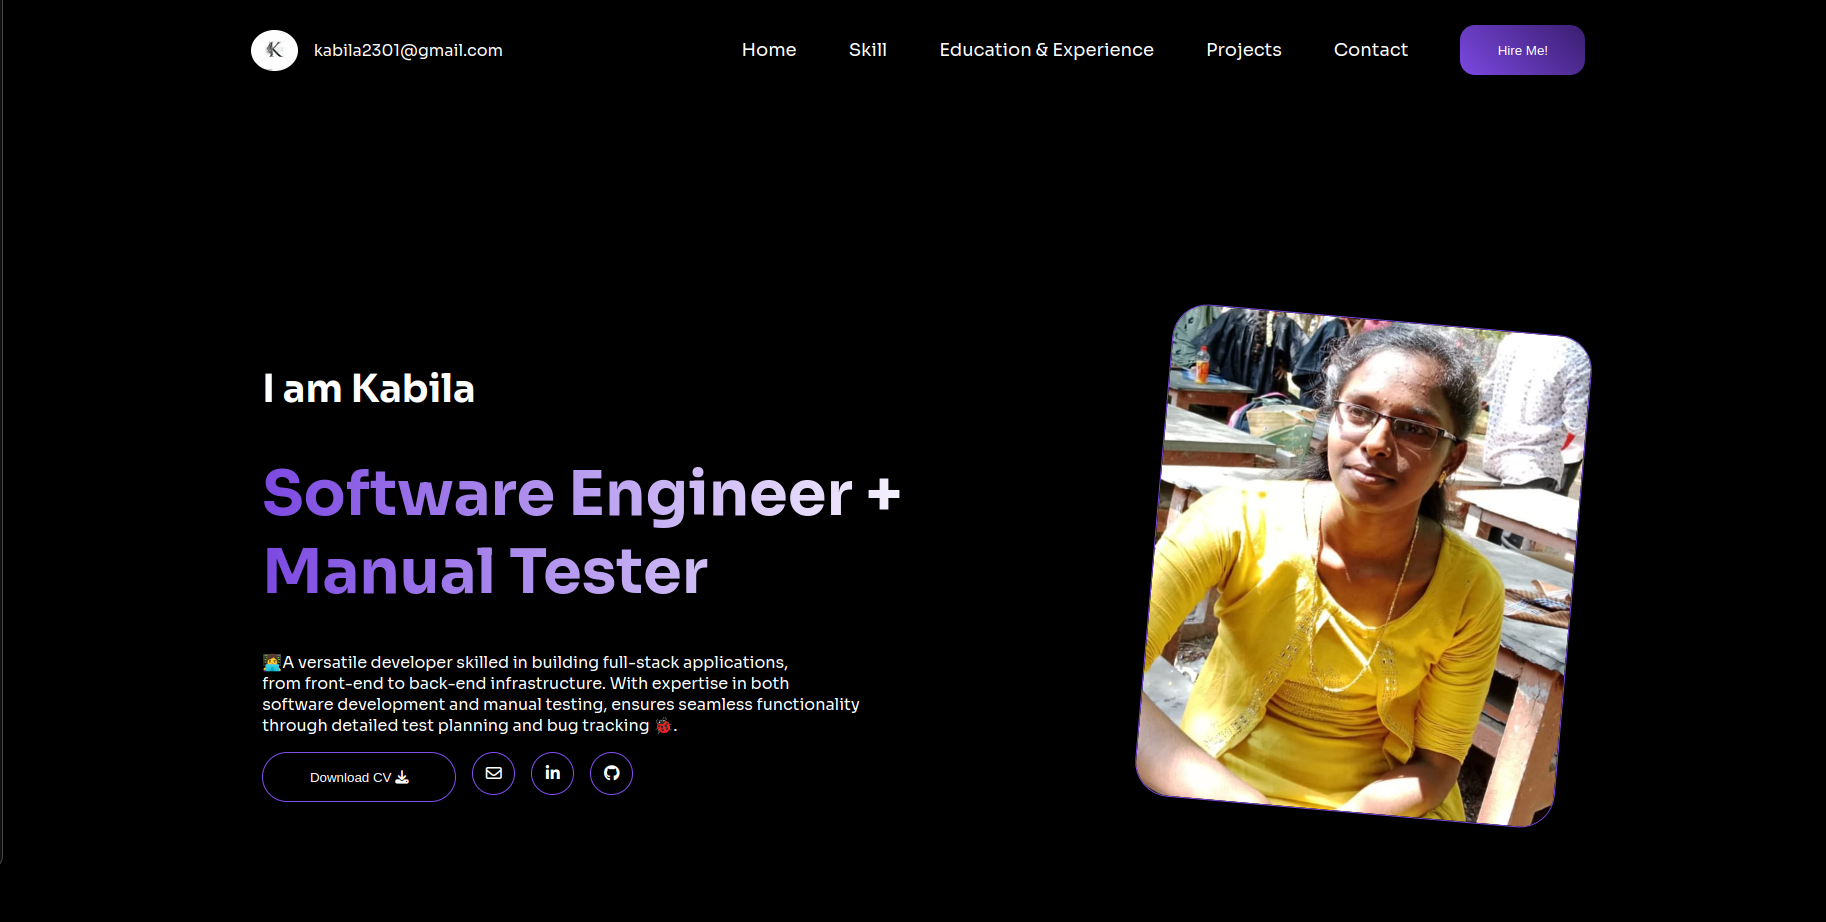 K kabila2301@gmail.com Home Skill Education & Experience Projects Contact Hire Me!
I am Kabila
Software Engineer +
Manual Tester
👩‍💻A versatile developer skilled in building full-stack applications,
from front-end to back-end infrastructure. With expertise in both
software development and manual testing, ensures seamless functionality
through detailed test planning and bug tracking 🐞.
Download CV
in